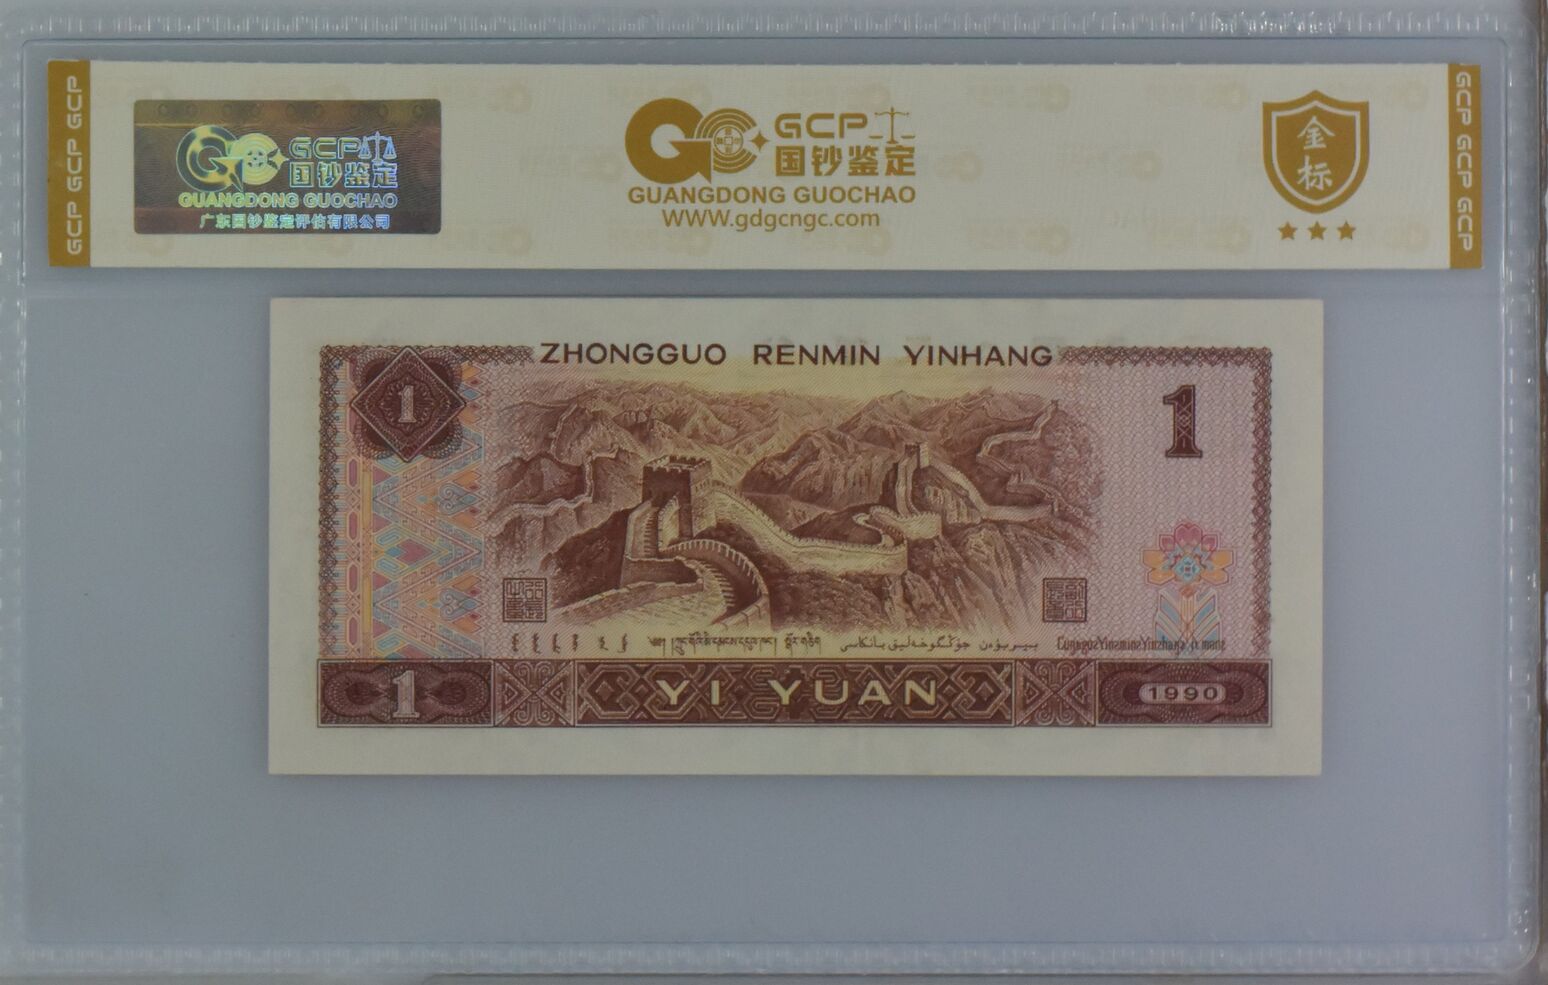 GCP GCP GCP
GCP
国钞鉴定
GUANGDONG GUOCHAO
广东国钞鉴定评估有限公司
GCP
国钞鉴定
GUANGDONG GUOCHAO
WWW.gdgcngc.com
金
标
GCP GCP GCP
ZHONGGUO RENMIN YINHANG
1
1
1
YI YUAN
1990